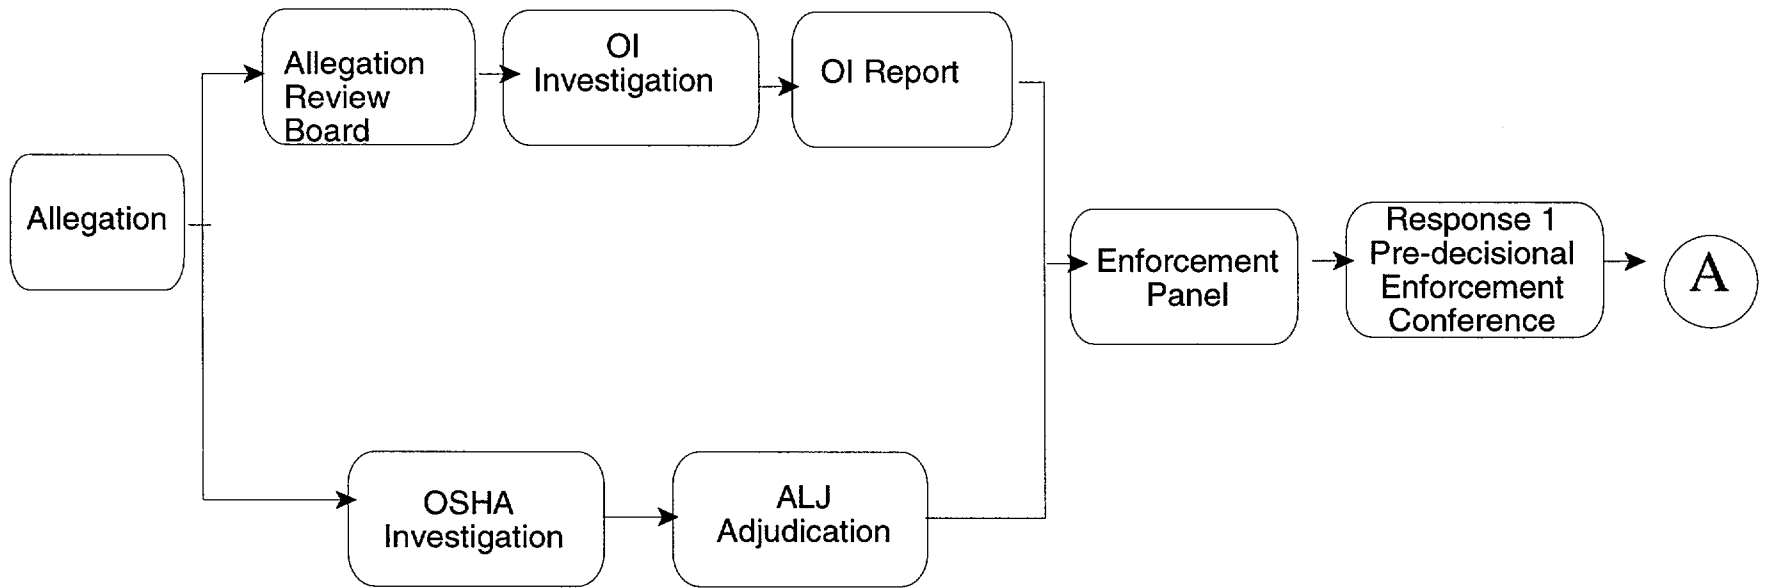 Allegation
Allegation
Review
Board
OI
Investigation
OI Report
OSHA
Investigation
ALJ
Adjudication
Enforcement
Panel
Response 1
Pre-decisional
Enforcement
Conference
A